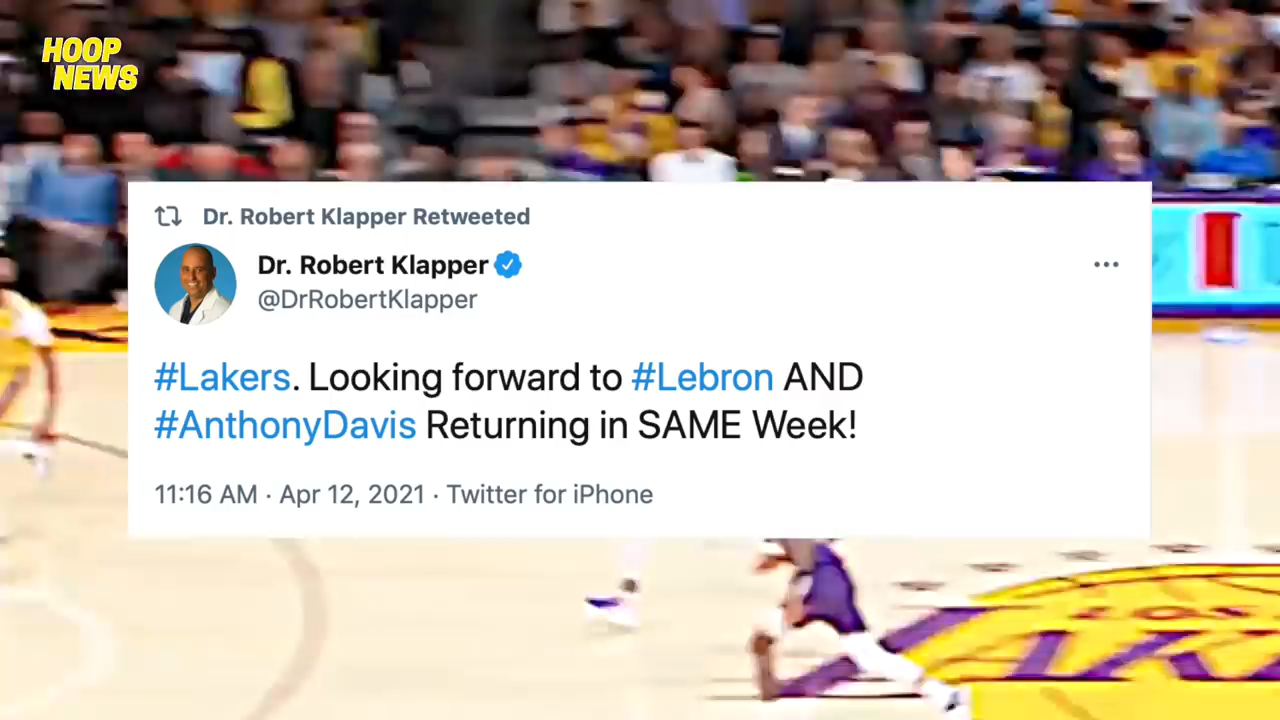 HOOP
NEWS
Dr. Robert Klapper Retweeted
Dr. Robert Klapper
@DrRobertKlapper
#Lakers. Looking forward to #Lebron AND
#AnthonyDavis Returning in SAME Week!
11:16 AM · Apr 12, 2021 · Twitter for iPhone